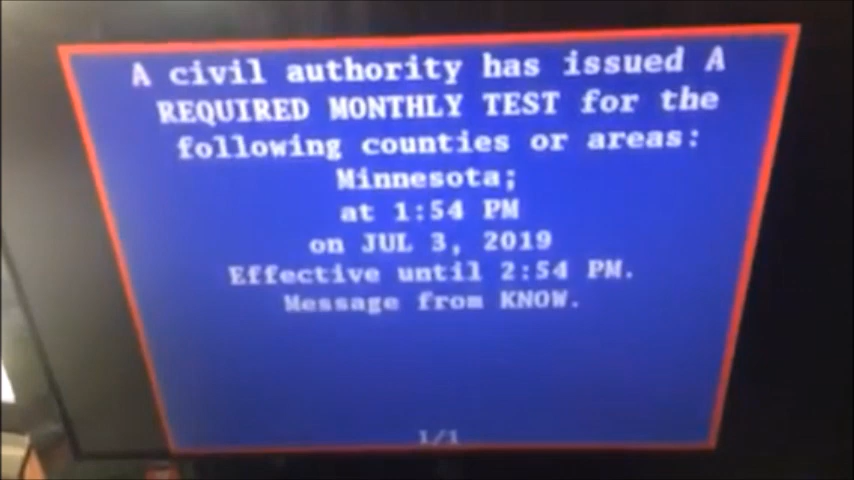 A civil authority has issued A
REQUIRED MONTHLY TEST for the
following counties or areas:
Minnesota;
at 1:54 PM
on JUL 3, 2019
Effective until 2:54 PM.
Message from KNOW.
1/1